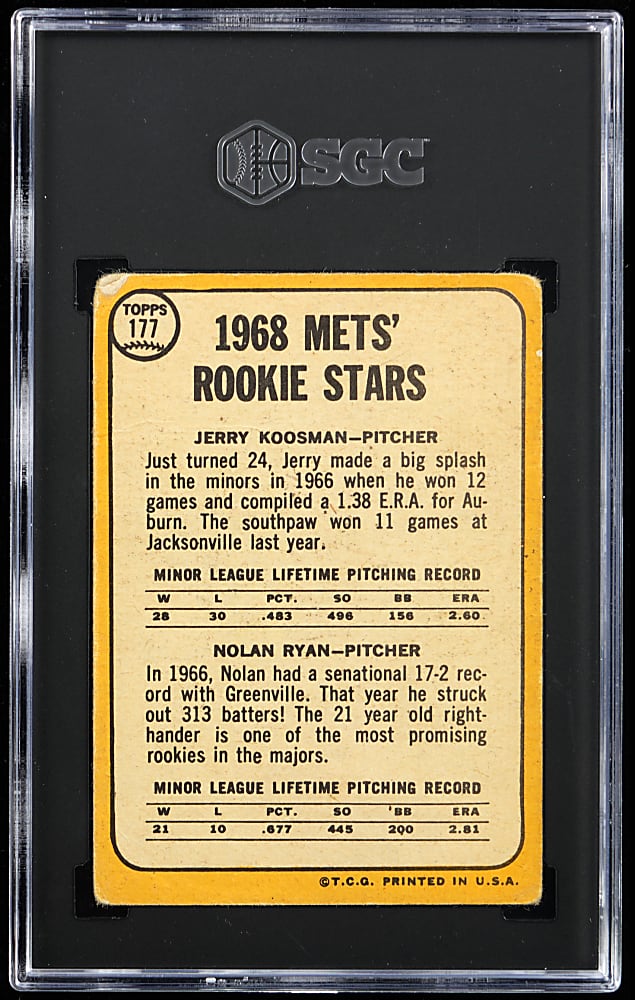 SGC
TOPPS
177
1968 METS'
ROOKIE STARS
JERRY KOOSMAN—PITCHER
Just turned 24, Jerry made a big splash
in the minors in 1966 when he won 12
games and compiled a 1.38 E.R.A. for Au-
burn. The southpaw won 11 games at
Jacksonville last year.
MINOR LEAGUE LIFETIME PITCHING RECORD
W L PCT. SO BB ERA
28 30 .483 496 156 2.60
NOLAN RYAN—PITCHER
In 1966, Nolan had a senational 17-2 rec-
ord with Greenville. That year he struck
out 313 batters! The 21 year old right-
hander is one of the most promising
rookies in the majors.
MINOR LEAGUE LIFETIME PITCHING RECORD
W L PCT. SO BB ERA
21 10 .677 445 200 2.81
©T.C.G. PRINTED IN U.S.A.